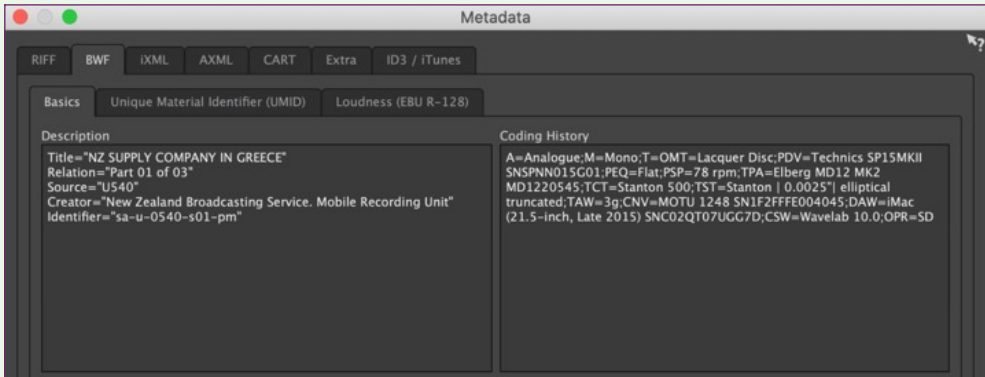 Metadata
RIFF BWF iXML AXML CART Extra ID3 / iTunes
Basics Unique Material Identifier (UMID) Loudness (EBU R-128)
Description
Title="NZ SUPPLY COMPANY IN GREECE"
Relation="Part 01 of 03"
Source="U540"
Creator="New Zealand Broadcasting Service. Mobile Recording Unit"
Identifier="sa-u-0540-s01-pm"
Coding History
A=Analogue;M=Mono;T=OMT=Lacquer Disc;PDV=Technics SP15MKII
SNSPNN015G01;PEQ=Flat;PSP=78 rpm;TPA=Elberg MD12 MK2
MD1220545;TCT=Stanton 500;TST=Stanton | 0.0025"| elliptical
truncated;TAW=3g;CNV=MOTU 1248 SN1F2FFFE004045;DAW=iMac
(21.5-inch, Late 2015) SNC02QT07UGG7D;CSW=Wavelab 10.0;OPR=SD